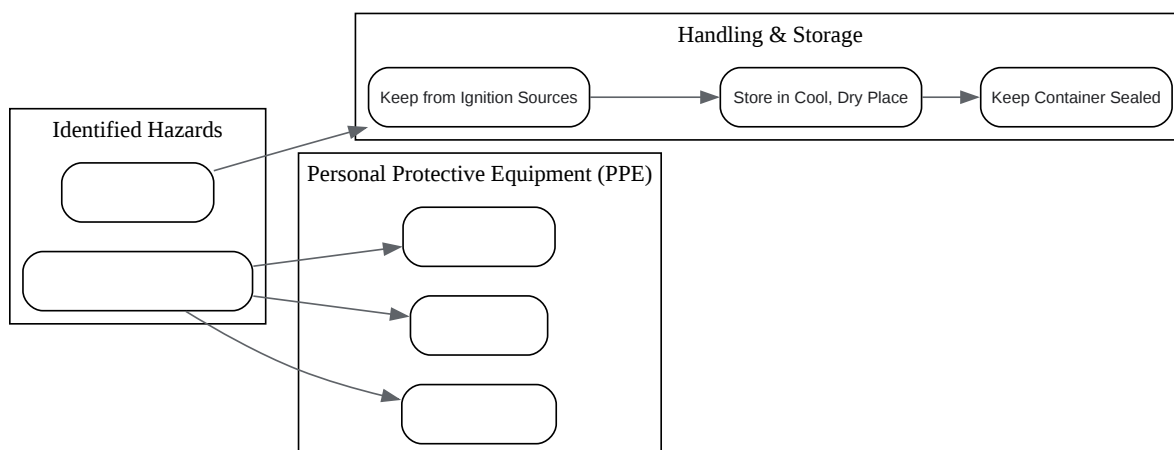 Handling & Storage
Keep from Ignition Sources
Store in Cool, Dry Place
Keep Container Sealed
Identified Hazards
Personal Protective Equipment (PPE)